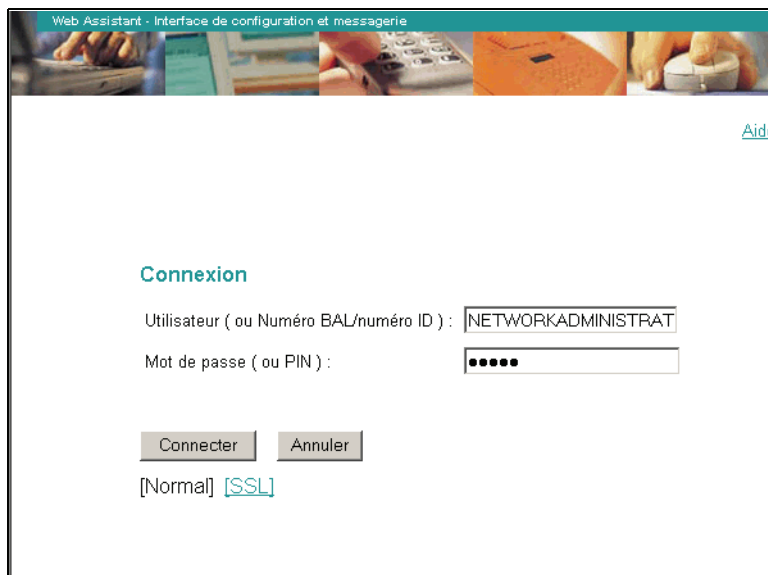 Web Assistant - Interface de configuration et messagerie
Aid
Connexion
Utilisateur ( ou Numéro BAL/numéro ID ) : NETWORKADMINISTRAT
Mot de passe ( ou PIN ) : •••••
Connecter Annuler
[Normal] [SSL]